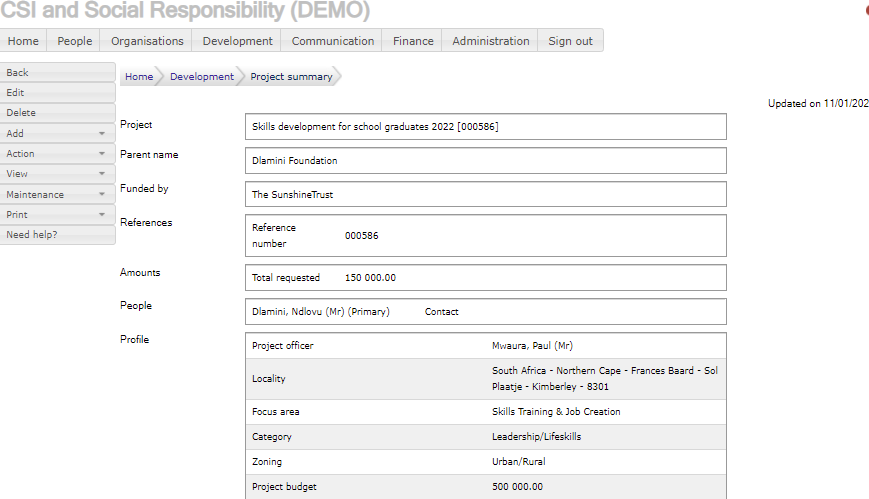 CSI and Social Responsibility (DEMO)
Home People Organisations Development Communication Finance Administration Sign out
Back
Edit
Delete
Add
Action
View
Maintenance
Print
Need help?
Home Development Project summary
Updated on 11/01/202
Project Skills development for school graduates 2022 [000586]
Parent name Dlamini Foundation
Funded by The SunshineTrust
References Reference number 000586
Amounts Total requested 150 000.00
People Dlamini, Ndlovu (Mr) (Primary) Contact
Profile Project officer Mwaura, Paul (Mr)
Locality South Africa - Northern Cape - Frances Baard - Sol
Plaatje - Kimberley - 8301
Focus area Skills Training & Job Creation
Category Leadership/Lifeskills
Zoning Urban/Rural
Project budget 500 000.00